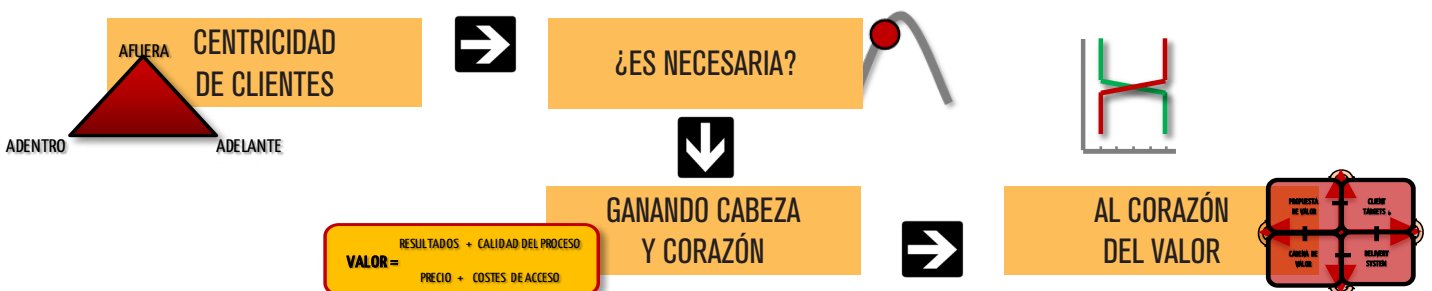 AFUERA
CENTRICIDAD
DE CLIENTES
ADENTRO
ADELANTE
¿ES NECESARIA?
GANANDO CABEZA
Y CORAZÓN
RESULTADOS + CALIDAD DEL PROCESO
VALOR =
PRECIO + COSTES DE ACCESO
AL CORAZÓN
DEL VALOR
PROPUESTA
DE VALOR
CLIENT
TARGETS
CADENA DE
VALOR
DELIVERY
SYSTEM